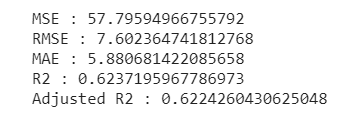 MSE : 57.79594966755792
RMSE : 7.602364741812768
MAE : 5.880681422085658
R2 : 0.6237195967786973
Adjusted R2 : 0.6224260430625048